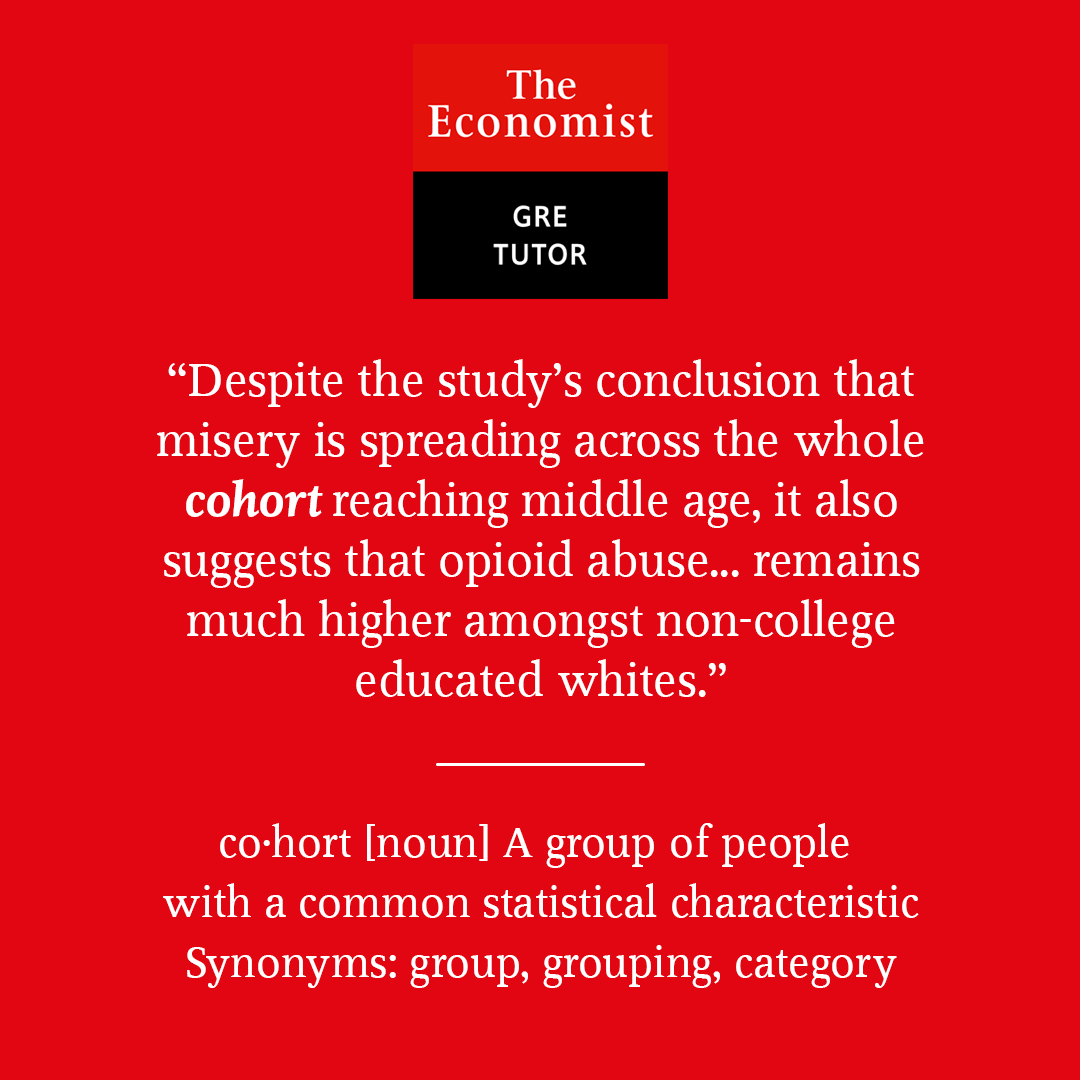 The
Economist
GRE
TUTOR
“Despite the study’s conclusion that
misery is spreading across the whole
cohort reaching middle age, it also
suggests that opioid abuse... remains
much higher amongst non-college
educated whites.”
co·hort [noun] A group of people
with a common statistical characteristic
Synonyms: group, grouping, category